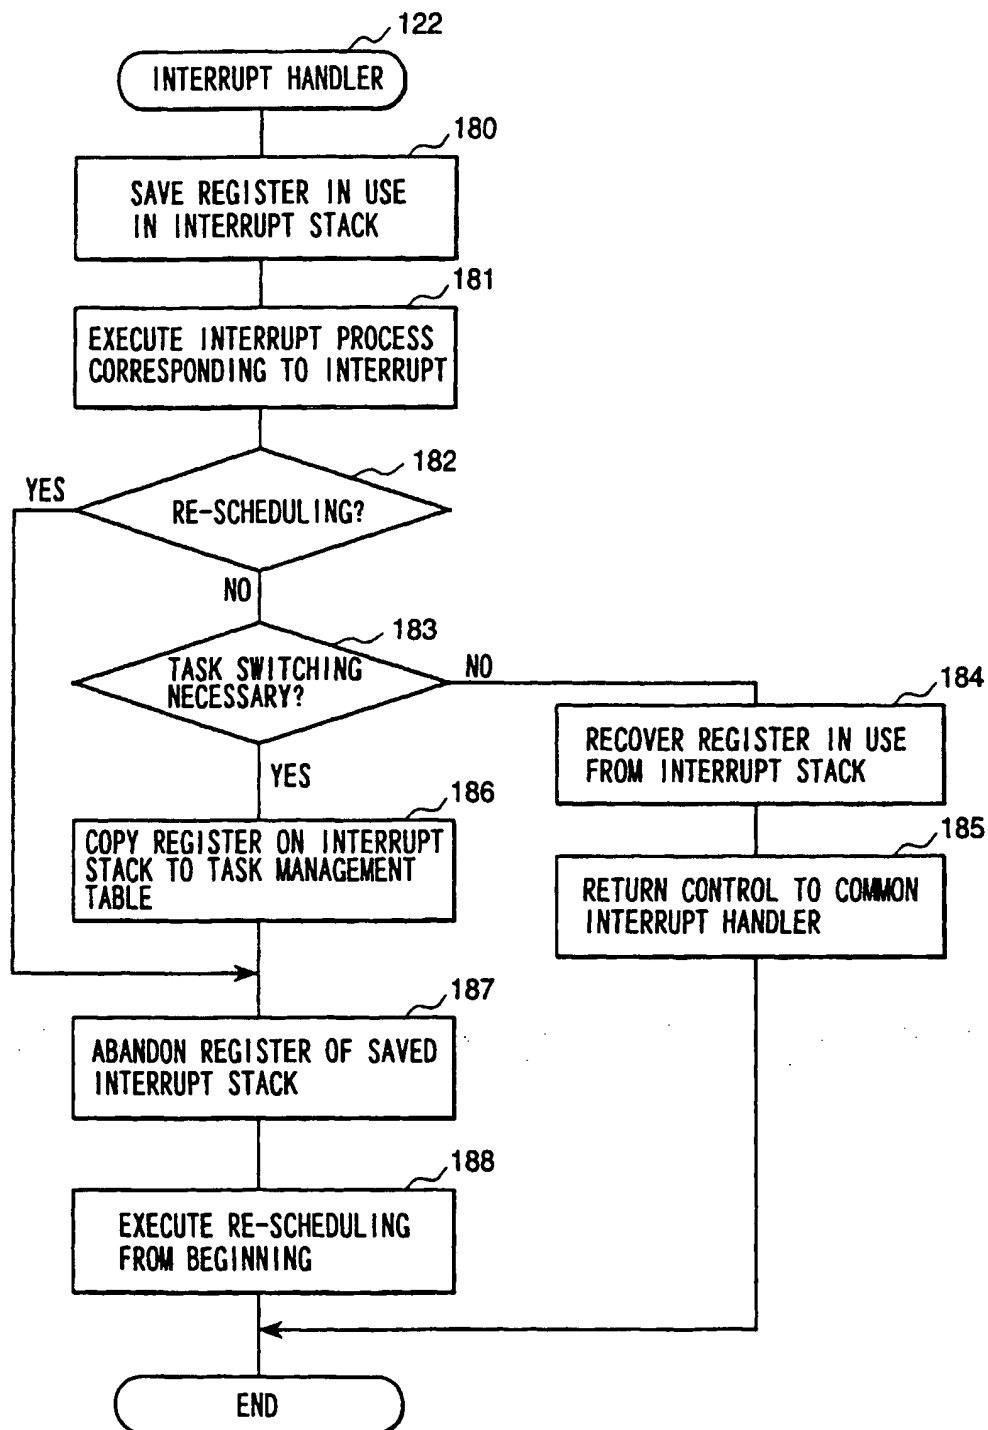 122
INTERRUPT HANDLER
180
SAVE REGISTER IN USE
IN INTERRUPT STACK
181
EXECUTE INTERRUPT PROCESS
CORRESPONDING TO INTERRUPT
182
YES
RE-SCHEDULING?
NO
183
TASK SWITCHING
NECESSARY?
NO
184
RECOVER REGISTER IN USE
FROM INTERRUPT STACK
YES
186
COPY REGISTER ON INTERRUPT
STACK TO TASK MANAGEMENT
TABLE
185
RETURN CONTROL TO COMMON
INTERRUPT HANDLER
187
ABANDON REGISTER OF SAVED
INTERRUPT STACK
188
EXECUTE RE-SCHEDULING
FROM BEGINNING
END